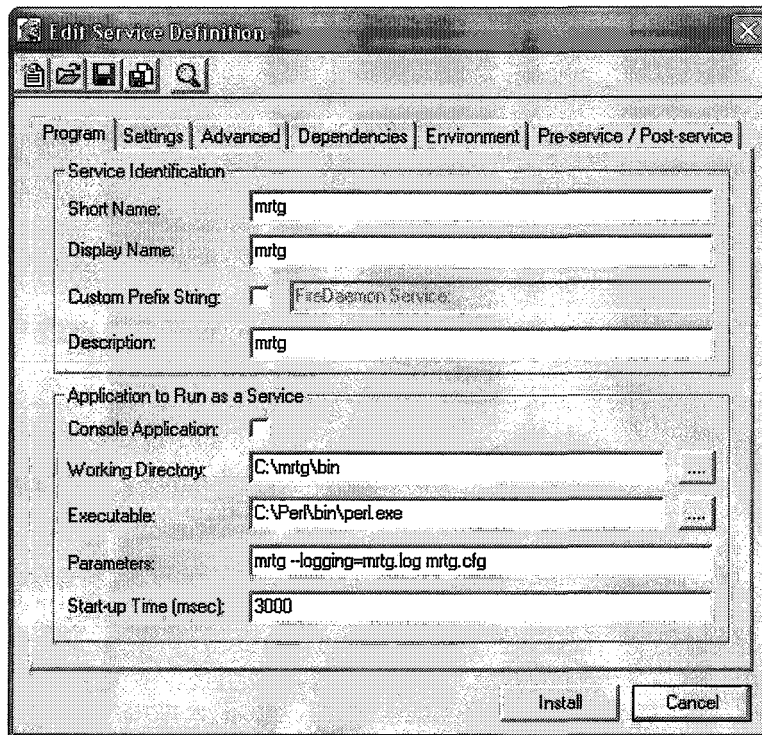 Edit Service Definition
Program Settings Advanced Dependencies Environment Pre-service / Post-service
Service Identification
Short Name: mrtg
Display Name: mrtg
Custom Prefix String: FireDaemon Service:
Description: mrtg
Application to Run as a Service
Console Application:
Working Directory: C:\mrtg\bin ....
Executable: C:\Perl\bin\perl.exe ....
Parameters: mrtg --logging=mrtg.log mrtg.cfg
Start-up Time (msec): 3000
Install Cancel